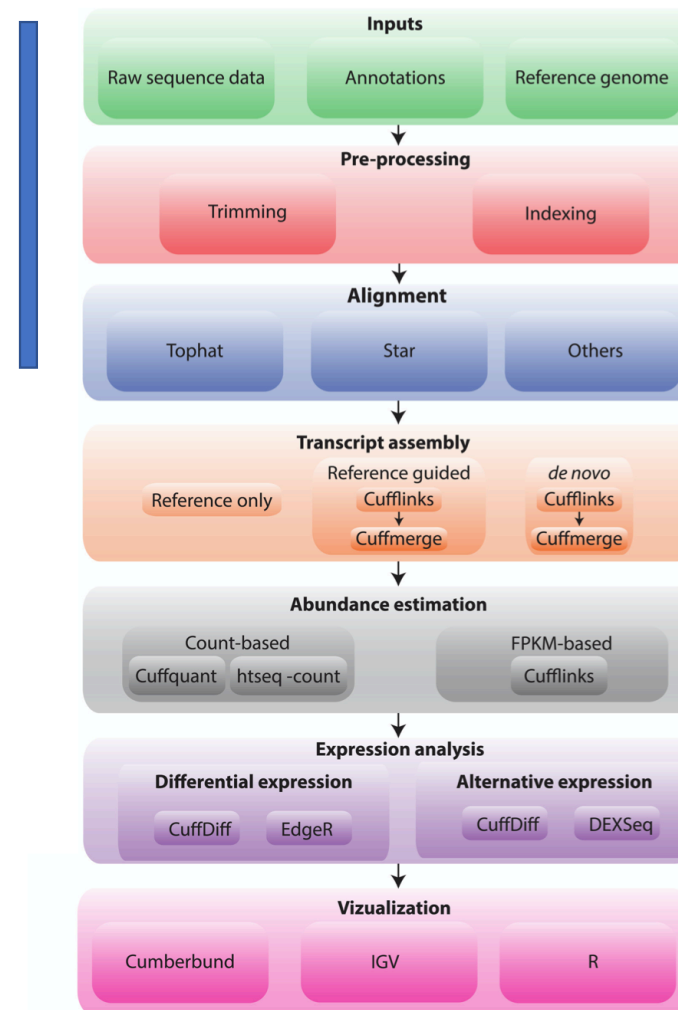 Inputs
Raw sequence data Annotations Reference genome
Pre-processing
Trimming Indexing
Alignment
Tophat Star Others
Transcript assembly
Reference only
Reference guided
Cufflinks
Cuffmerge
de novo
Cufflinks
Cuffmerge
Abundance estimation
Count-based
Cuffquant htseq -count
FPKM-based
Cufflinks
Expression analysis
Differential expression
CuffDiff EdgeR
Alternative expression
CuffDiff DEXSeq
Vizualization
Cumberbund IGV R